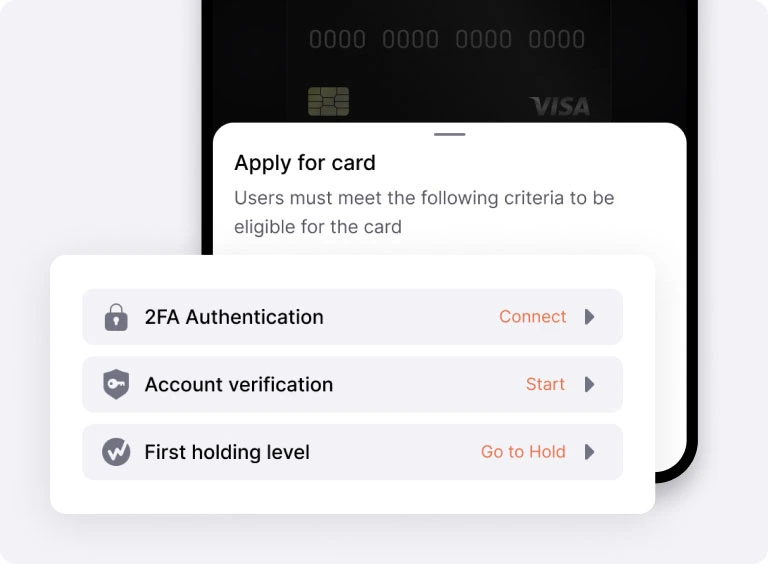 0000 0000 0000 0000
VISA
Apply for card
Users must meet the following criteria to be
eligible for the card
2FA Authentication Connect
Account verification Start
First holding level Go to Hold